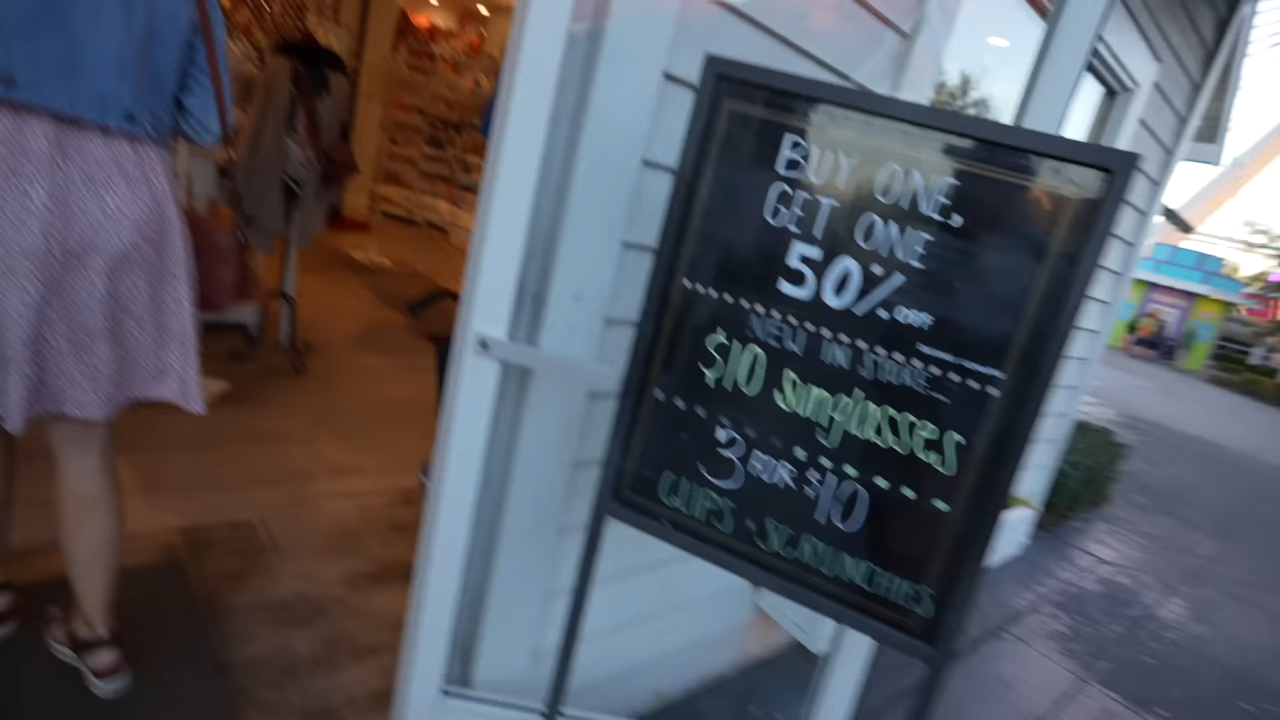 BUY ONE,
GET ONE
50% OFF
NEW IN STORE
$10 sunglasses
3 FOR $10
CLIPS · SCRUNCHIES